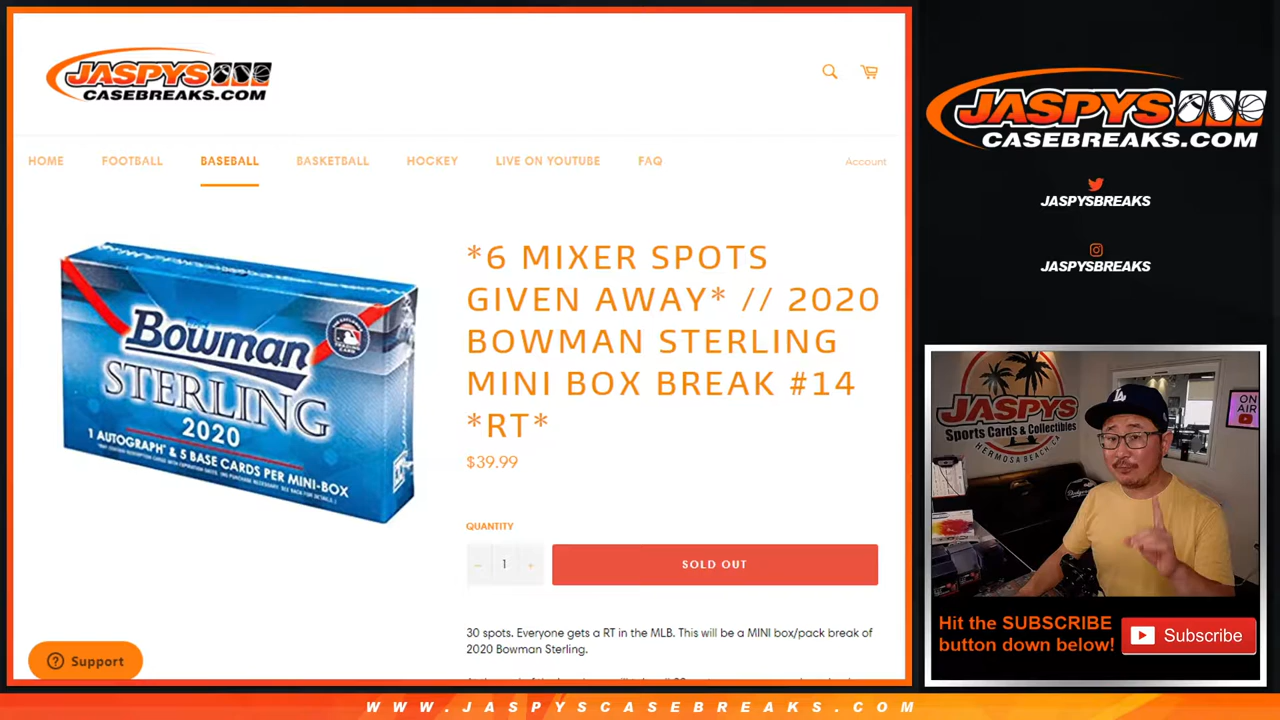 JASPYS
CASEBREAKS.COM
HOME
FOOTBALL
BASEBALL
BASKETBALL
HOCKEY
LIVE ON YOUTUBE
FAQ
Account
Bowman
STERLING
2020
1 AUTOGRAPH & 5 BASE CARDS PER MINI-BOX
*6 MIXER SPOTS
GIVEN AWAY* // 2020
BOWMAN STERLING
MINI BOX BREAK #14
*RT*
$39.99
QUANTITY
− 1 +
SOLD OUT
30 spots. Everyone gets a RT in the MLB. This will be a MINI box/pack break of
2020 Bowman Sterling.
Support
JASPYS
CASEBREAKS.COM
JASPYSBREAKS
JASPYSBREAKS
JASPYS
Sports Cards & Collectibles
HERMOSA BEACH, CA
ON
AIR
LA
Hit the SUBSCRIBE
button down below!
Subscribe
WWW.JASPYSCASEBREAKS.COM